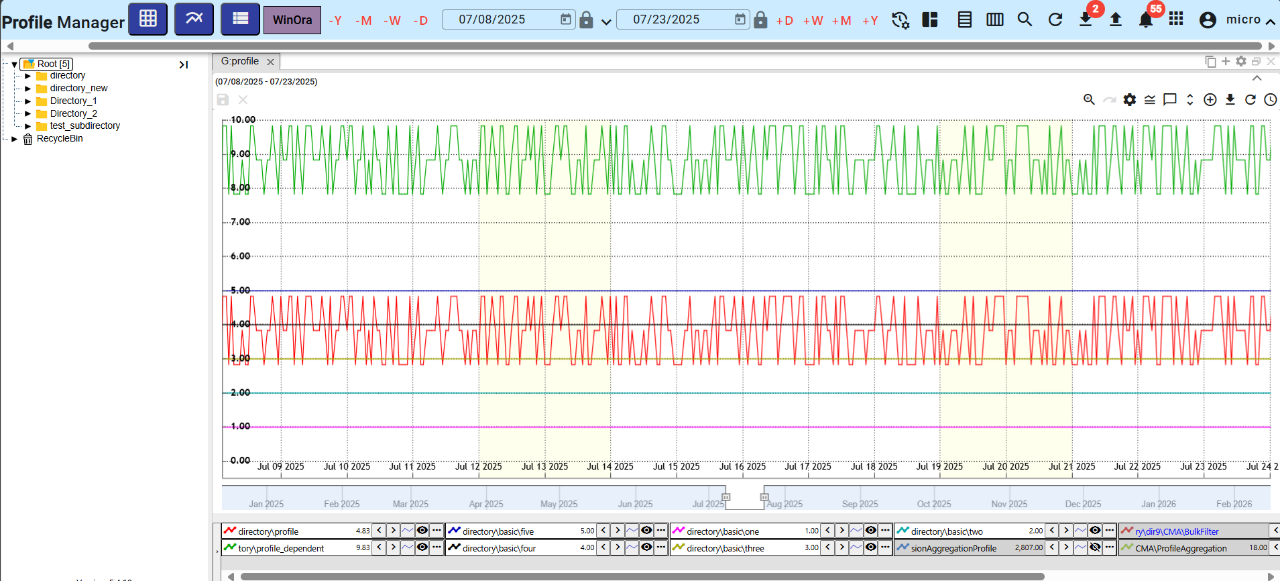 Profile Manager WinOra -Y -M -W -D 07/08/2025 07/23/2025 +D +W +M +Y 2 55 micro
Root [5]
directory
directory_new
Directory_1
Directory_2
test_subdirectory
RecycleBin
G:profile
(07/08/2025 - 07/23/2025)
10.00
9.00
8.00
7.00
6.00
5.00
4.00
3.00
2.00
1.00
0.00
Jul 09 2025 Jul 10 2025 Jul 11 2025 Jul 12 2025 Jul 13 2025 Jul 14 2025 Jul 15 2025 Jul 16 2025 Jul 17 2025 Jul 18 2025 Jul 19 2025 Jul 20 2025 Jul 21 2025 Jul 22 2025 Jul 23 2025 Jul 24 2
Jan 2025 Feb 2025 Mar 2025 Apr 2025 May 2025 Jun 2025 Jul 2025 Aug 2025 Sep 2025 Oct 2025 Nov 2025 Dec 2025 Jan 2026 Feb 2026
directory\profile 4.83 directory\basic\five 5.00 directory\basic\one 1.00 directory\basic\two 2.00 ry\dir9\CMA\BulkFilter
tory\profile_dependent 9.83 directory\basic\four 4.00 directory\basic\three 3.00 sionAggregationProfile 2,807.00 CMA\ProfileAggregation 18.00